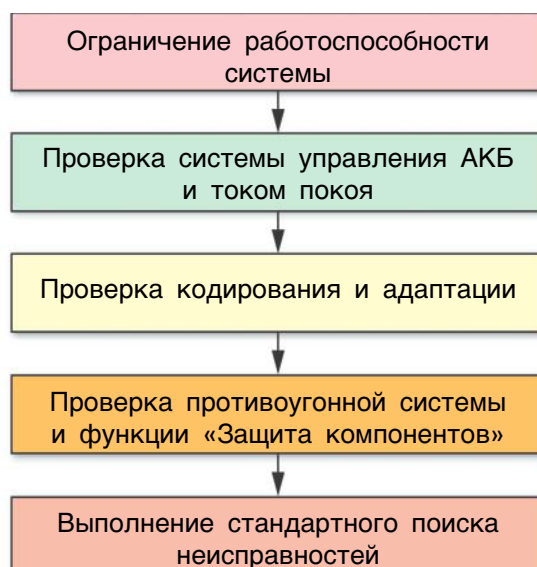 Ограничение работоспособности
системы
Проверка системы управления АКБ
и током покоя
Проверка кодирования и адаптации
Проверка противоугонной системы
и функции «Защита компонентов»
Выполнение стандартного поиска
неисправностей